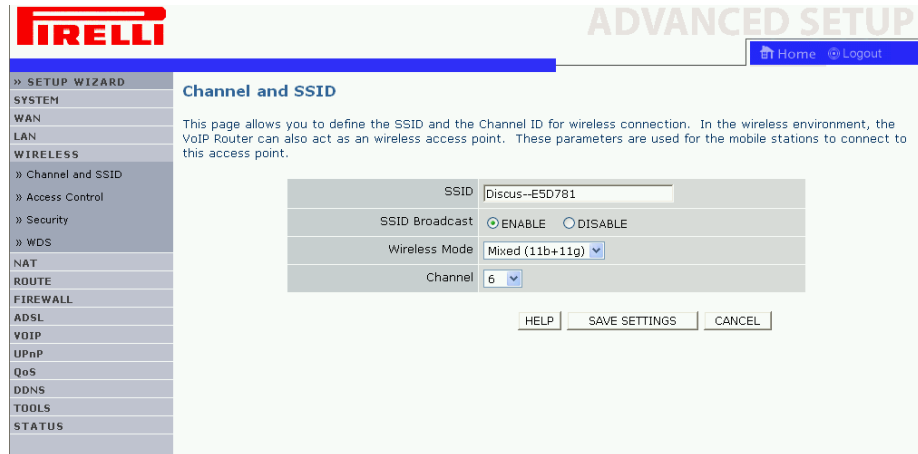 PIRELLI
ADVANCED SETUP
Home Logout
» SETUP WIZARD
SYSTEM
WAN
LAN
WIRELESS
» Channel and SSID
» Access Control
» Security
» WDS
NAT
ROUTE
FIREWALL
ADSL
VOIP
UPnP
QoS
DDNS
TOOLS
STATUS
Channel and SSID
This page allows you to define the SSID and the Channel ID for wireless connection. In the wireless environment, the
VoIP Router can also act as an wireless access point. These parameters are used for the mobile stations to connect to
this access point.
SSID Discus--E5D781
SSID Broadcast ENABLE DISABLE
Wireless Mode Mixed (11b+11g)
Channel 6
HELP SAVE SETTINGS CANCEL